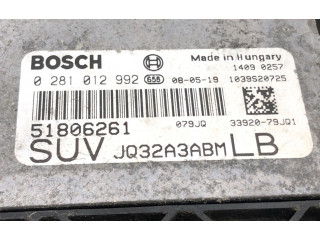 BOSCH Made in Hungary
1409 0257
0 281 012 992 G58 08-05-19 1039S20725
51806261 079JQ 33920-79JQ1
SUV JQ32A3ABM LB